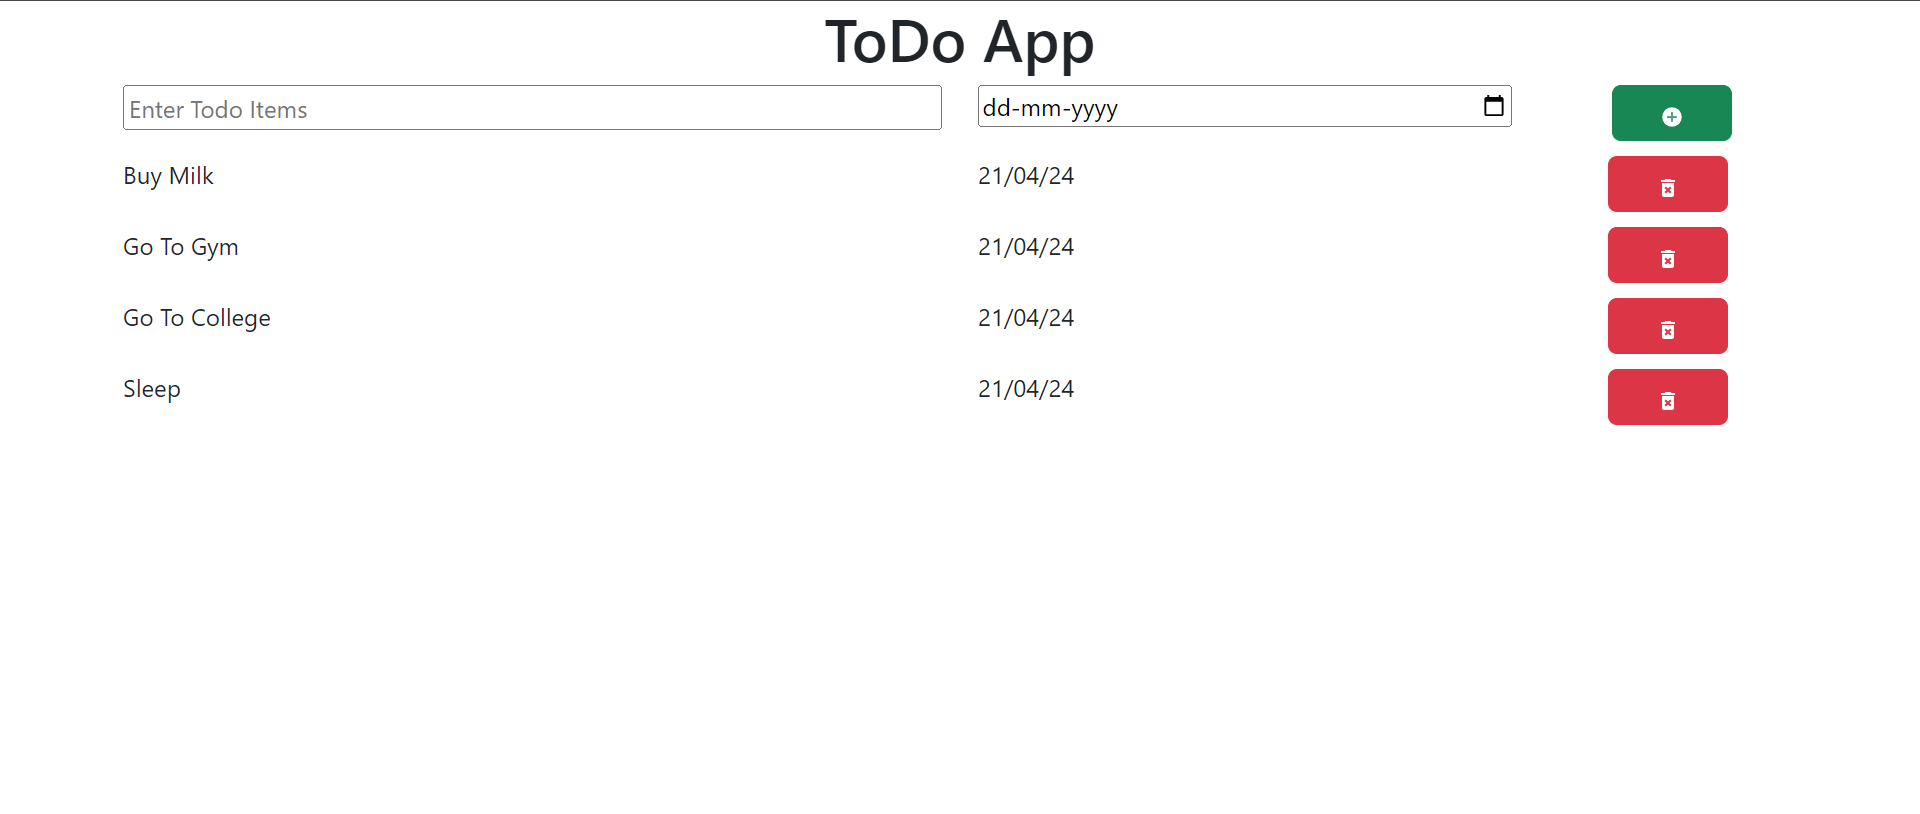 ToDo App
Enter Todo Items dd-mm-yyyy
Buy Milk 21/04/24
Go To Gym 21/04/24
Go To College 21/04/24
Sleep 21/04/24